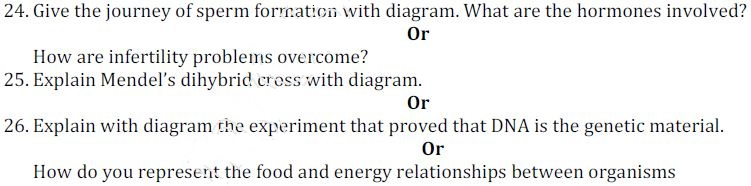 24. Give the journey of sperm formation with diagram. What are the hormones involved?
Or
How are infertility problems overcome?
25. Explain Mendel's dihybrid cross with diagram.
Or
26. Explain with diagram the experiment that proved that DNA is the genetic material.
Or
How do you represent the food and energy relationships between organisms